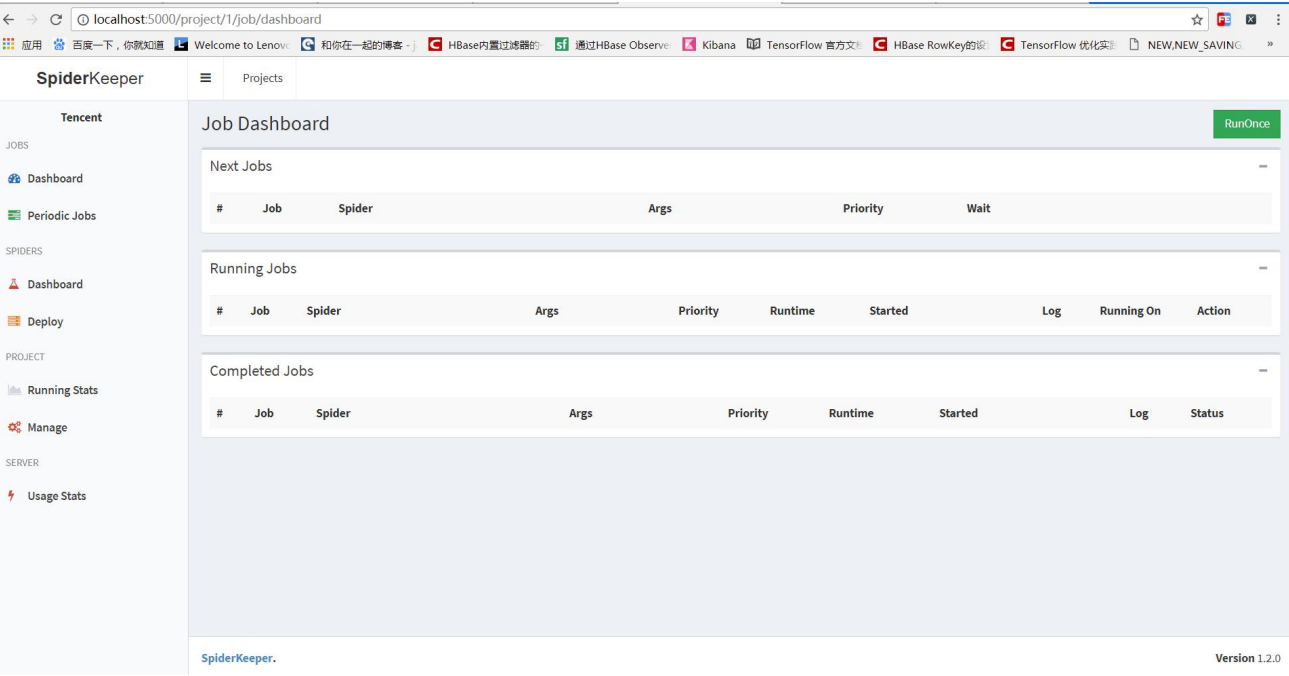 localhost:5000/project/1/job/dashboard
应用 百度一下，你就知道 Welcome to Lenov 和你在一起的博客 - HBase内置过滤器的 通过HBase Observe Kibana TensorFlow 官方文 HBase RowKey的设 TensorFlow 优化实 NEW,NEW_SAVING »
SpiderKeeper Projects
Tencent
Job Dashboard RunOnce
JOBS
Dashboard
Periodic Jobs
SPIDERS
Dashboard
Deploy
PROJECT
Running Stats
Manage
SERVER
Usage Stats
Next Jobs
# Job Spider Args Priority Wait
Running Jobs
# Job Spider Args Priority Runtime Started Log Running On Action
Completed Jobs
# Job Spider Args Priority Runtime Started Log Status
SpiderKeeper. Version 1.2.0